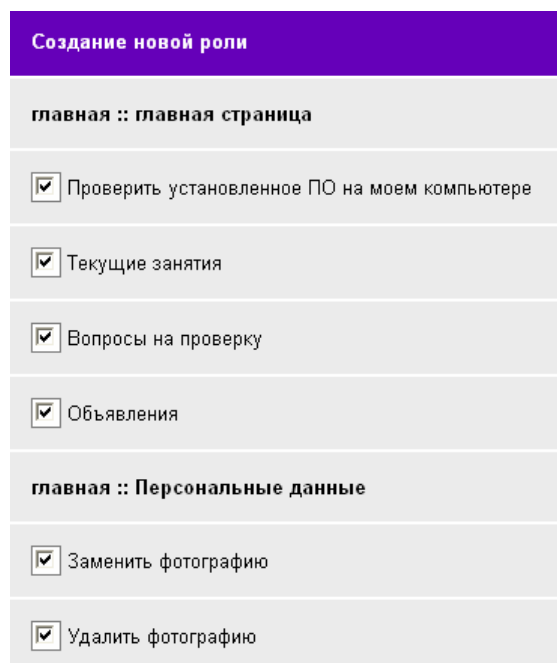 Создание новой роли
главная :: главная страница
Проверить установленное ПО на моем компьютере
Текущие занятия
Вопросы на проверку
Объявления
главная :: Персональные данные
Заменить фотографию
Удалить фотографию